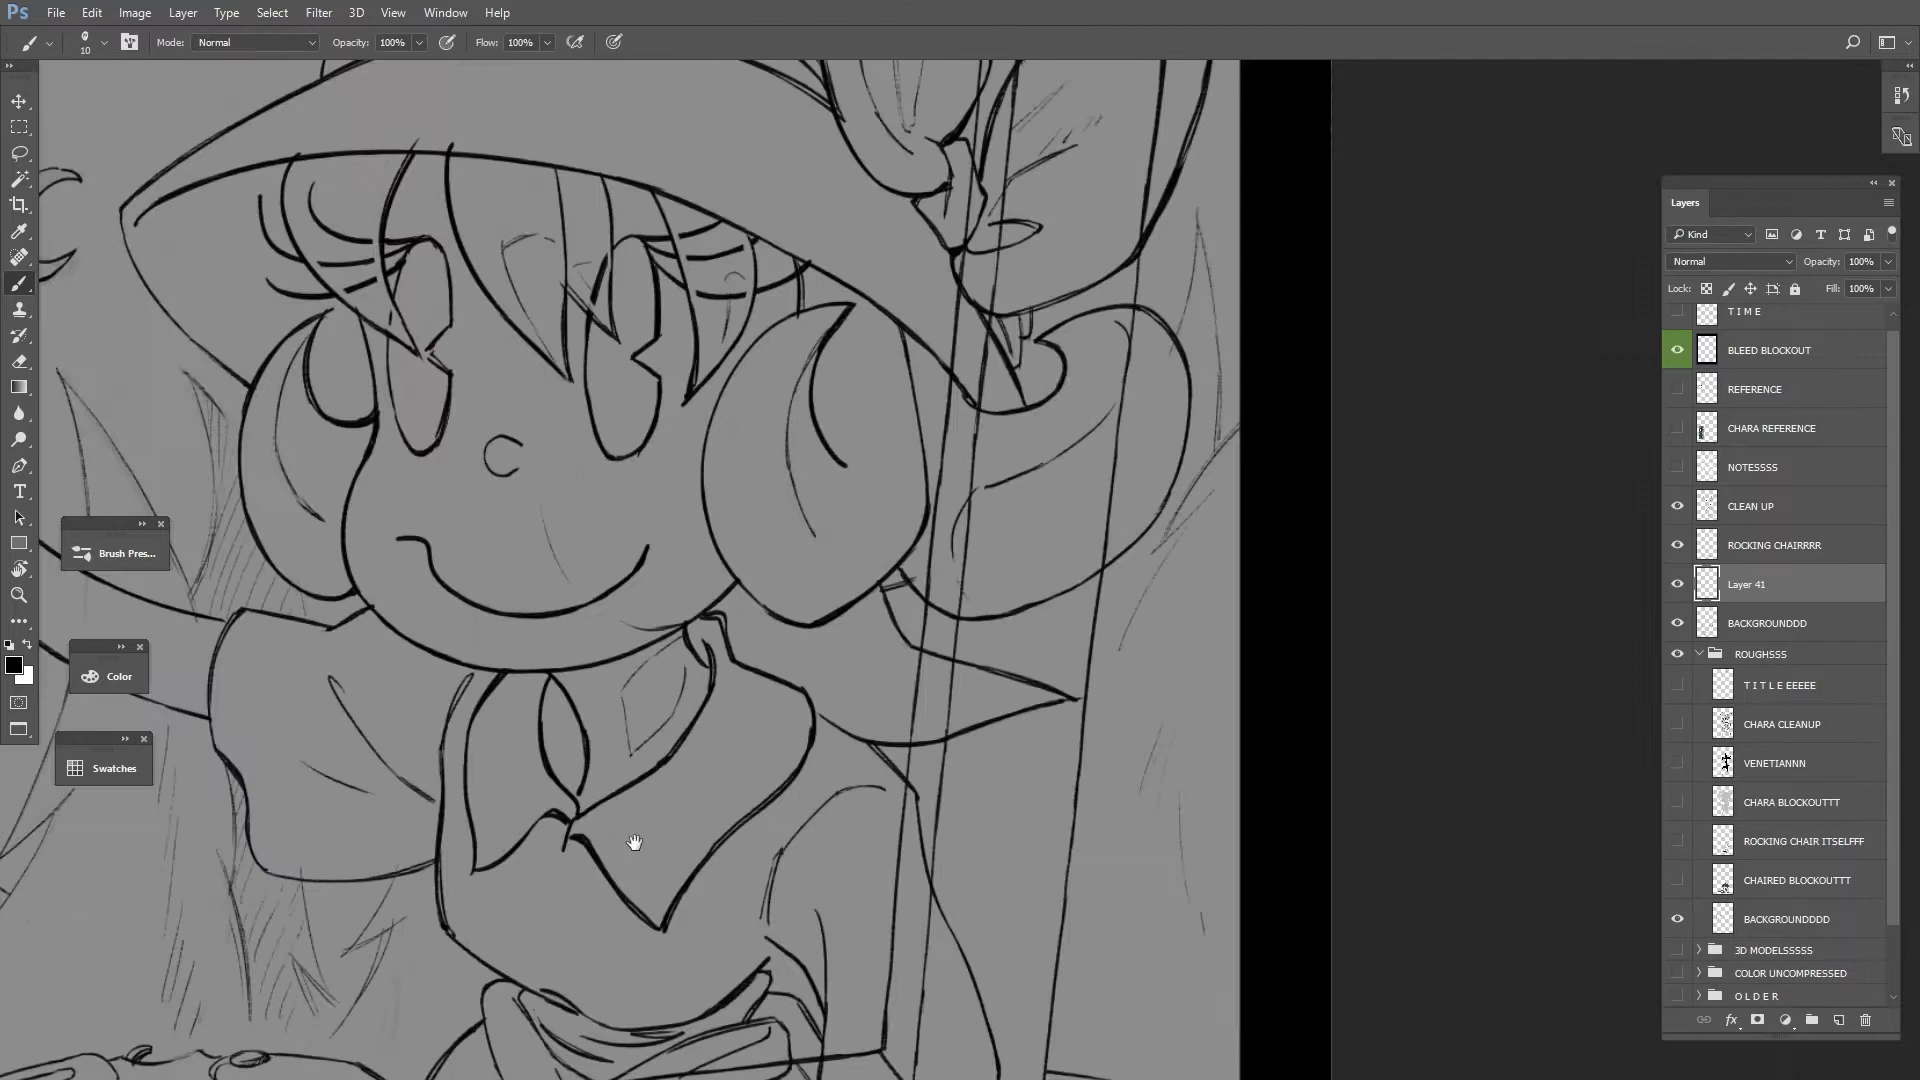 Ps File Edit Image Layer Type Select Filter 3D View Window Help
10 Mode: Normal Opacity: 100% Flow: 100%
Layers
Kind
Normal Opacity: 100%
Lock: Fill: 100%
T I M E
BLEED BLOCKOUT
REFERENCE
CHARA REFERENCE
NOTESSSS
CLEAN UP
ROCKING CHAIRRRR
Layer 41
BACKGROUNDDD
ROUGHSSS
T I T L E EEEEE
CHARA CLEANUP
VENETIANNN
CHARA BLOCKOUTTT
ROCKING CHAIR ITSELFFF
CHAIRED BLOCKOUTTT
BACKGROUNDDDD
3D MODELSSSSS
COLOR UNCOMPRESSED
O L D E R
Brush Pres...
Color
Swatches